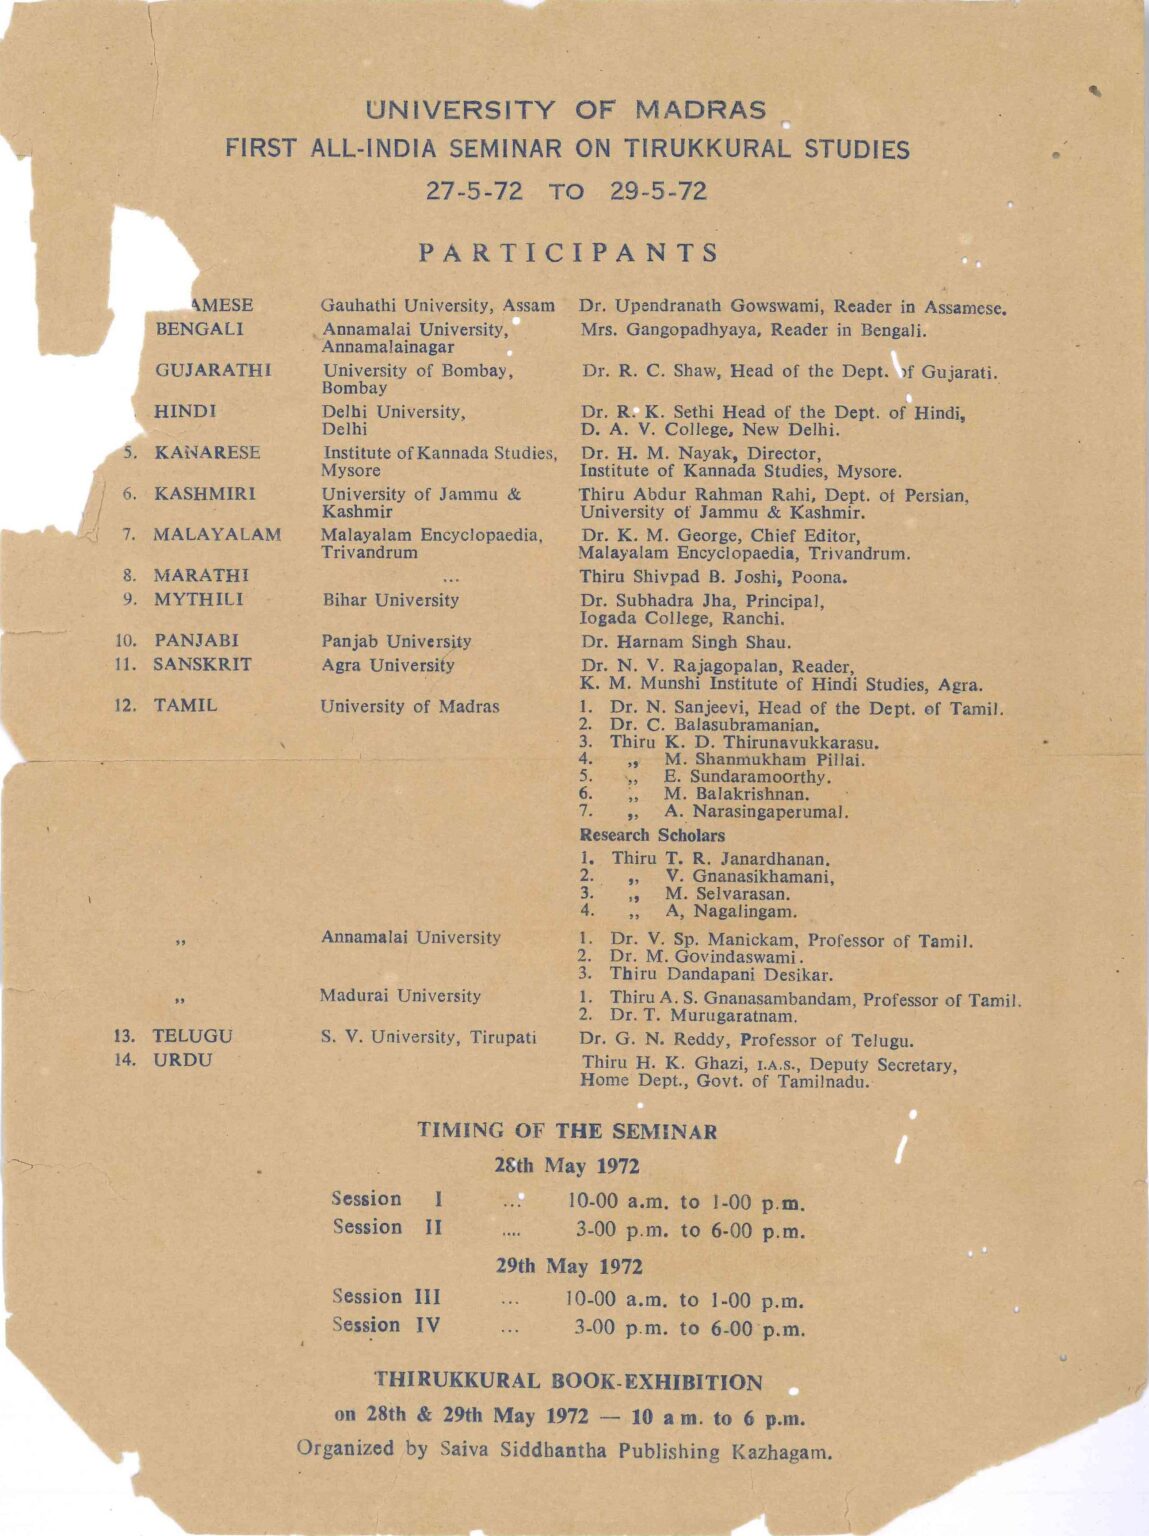 UNIVERSITY OF MADRAS
FIRST ALL-INDIA SEMINAR ON TIRUKKURAL STUDIES
27-5-72 TO 29-5-72
PARTICIPANTS
AMESE Gauhathi University, Assam Dr. Upendranath Gowswami, Reader in Assamese.
BENGALI Annamalai University, Mrs. Gangopadhyaya, Reader in Bengali.
Annamalainagar
GUJARATHI University of Bombay, Dr. R. C. Shaw, Head of the Dept. of Gujarati.
Bombay
HINDI Delhi University, Dr. R. K. Sethi Head of the Dept. of Hindi,
Delhi D. A. V. College, New Delhi.
5. KANARESE Institute of Kannada Studies, Dr. H. M. Nayak, Director,
Mysore Institute of Kannada Studies, Mysore.
6. KASHMIRI University of Jammu & Thiru Abdur Rahman Rahi, Dept. of Persian,
Kashmir University of Jammu & Kashmir.
7. MALAYALAM Malayalam Encyclopaedia, Dr. K. M. George, Chief Editor,
Trivandrum Malayalam Encyclopaedia, Trivandrum.
8. MARATHI ... Thiru Shivpad B. Joshi, Poona.
9. MYTHILI Bihar University Dr. Subhadra Jha, Principal,
Iogada College, Ranchi.
10. PANJABI Panjab University Dr. Harnam Singh Shau.
11. SANSKRIT Agra University Dr. N. V. Rajagopalan, Reader,
K. M. Munshi Institute of Hindi Studies, Agra.
12. TAMIL University of Madras 1. Dr. N. Sanjeevi, Head of the Dept. of Tamil.
2. Dr. C. Balasubramanian.
3. Thiru K. D. Thirunavukkarasu.
4. ,, M. Shanmukham Pillai.
5. ,, E. Sundaramoorthy.
6. ,, M. Balakrishnan.
7. ,, A. Narasingaperumal.
Research Scholars
1. Thiru T. R. Janardhanan.
2. ,, V. Gnanasikhamani,
3. ,, M. Selvarasan.
4. ,, A, Nagalingam.
,, Annamalai University 1. Dr. V. Sp. Manickam, Professor of Tamil.
2. Dr. M. Govindaswami.
3. Thiru Dandapani Desikar.
,, Madurai University 1. Thiru A. S. Gnanasambandam, Professor of Tamil.
2. Dr. T. Murugaratnam.
13. TELUGU S. V. University, Tirupati Dr. G. N. Reddy, Professor of Telugu.
14. URDU Thiru H. K. Ghazi, I.A.S., Deputy Secretary,
Home Dept., Govt. of Tamilnadu.
TIMING OF THE SEMINAR
28th May 1972
Session I ... 10-00 a.m. to 1-00 p.m.
Session II .... 3-00 p.m. to 6-00 p.m.
29th May 1972
Session III ... 10-00 a.m. to 1-00 p.m.
Session IV ... 3-00 p.m. to 6-00 p.m.
THIRUKKURAL BOOK-EXHIBITION
on 28th & 29th May 1972 — 10 a m. to 6 p.m.
Organized by Saiva Siddhantha Publishing Kazhagam.